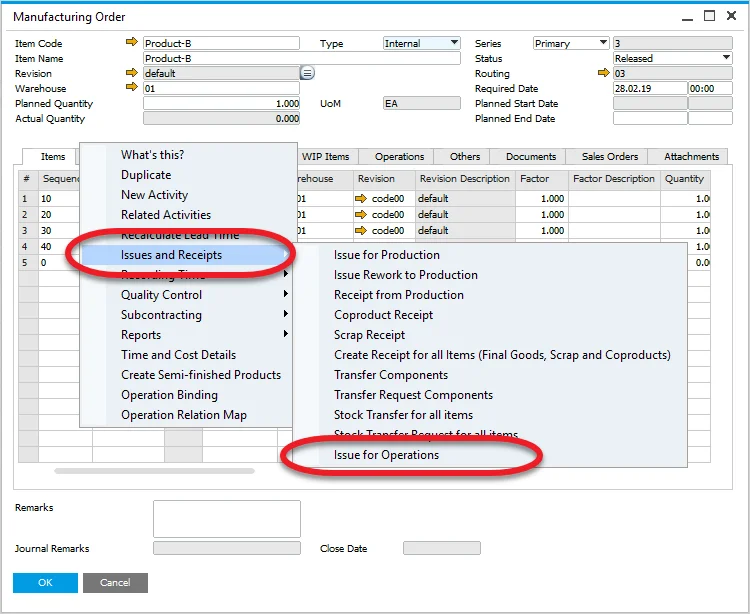 Manufacturing Order
Item Code Product-B Type Internal Series Primary 3
Item Name Product-B Status Released
Revision default Routing 03
Warehouse 01 Required Date 28.02.19 00:00
Planned Quantity 1.000 UoM EA Planned Start Date
Actual Quantity 0.000 Planned End Date
Items WIP Items Operations Others Documents Sales Orders Attachments
# Sequen rehouse Revision Revision Description Factor Factor Description Quantity
1 10 01 code00 default 1.000 1.0
2 20 01 code00 default 1.000 1.0
3 30 01 code00 default 1.000 1.0
4 40 1.0
5 0 0.0
What's this?
Duplicate
New Activity
Related Activities
Recalculate Lead Time
Issues and Receipts
Recording Time
Quality Control
Subcontracting
Reports
Time and Cost Details
Create Semi-finished Products
Operation Binding
Operation Relation Map
Issue for Production
Issue Rework to Production
Receipt from Production
Coproduct Receipt
Scrap Receipt
Create Receipt for all Items (Final Goods, Scrap and Coproducts)
Transfer Components
Transfer Request Components
Stock Transfer for all items
Stock Transfer Request for all items
Issue for Operations
Remarks
Journal Remarks Close Date
OK Cancel